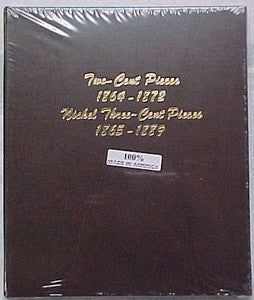 Two-Cent Pieces
1864-1872
Nickel Three-Cent Pieces
1865-1889
100%
MADE IN AMERICA